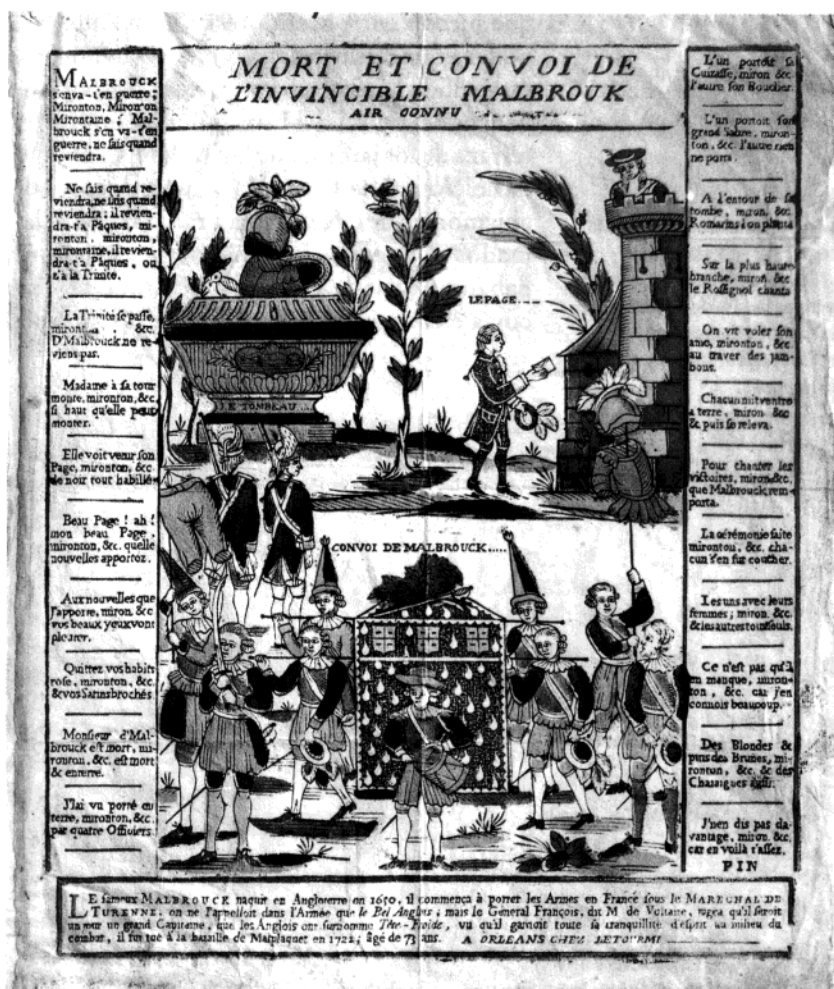 MORT ET CONVOI DE
L'INVINCIBLE MALBROUK
AIR CONNU
MALBROUCK
s'en va-t'en guerre;
Mironton, Mironton
Mirontaine; Mal-
brouck s'en va-t'en
guerre, ne sais quand
reviendra.
Ne sais quand re-
viendra, ne sais quand
reviendra; il revien-
dra-t'a Pâques, mi-
ronton, mironton,
mirontaine, il revien-
dra-t'a Pâques, ou
t'a la Trinite.
La Trinité se passe,
&c.
D'Malbrouck ne re-
viens pas.
Madame à sa tour
monte, mironton, &c.
si haut qu'elle peut
monter.
Elle voit venir son
Page, mironton, &c.
de noir tout habillé
Beau Page! ah!
mon beau Page,
mironton, &c. quelle
nouvelles apportez.
Aux nouvelles que
j'apporre, miron. &c
vos beaux yeux vont
pleurer.
Quittez vos habits
rose, mironton, &c.
& vos Satins brochés
Monsieur d'Mal-
brouck est mort, mi-
ronton, &c. est mort
& enterré.
J'lai vu porté en
terre, mironton, &c.
par quatre Officiers.
LE PAGE....
LE TOMBEAU
CONVOI DE MALBROUCK.....
L'un portoit sa
Cuirasse, miron &c.
l'autre son Bouclier.
L'un portoit son
grand Sabre, miron-
ton, &c. l'autre rien
ne porta.
A l'entour de sa
tombe, miron, &c.
Romarins l'on planta
Sur la plus haute
branche, miron, &c
le Rossignol chanta
On vit voler son
ame, mironton, &c.
au traver des
Chacun mit ventre
a terre, miron &c
& puis se releva.
Pour chanter les
victoires, miron &c.
que Malbrouck rem-
porta.
La cérémonie faite
mironton, &c. cha-
cun s'en fut coucher.
Les uns avec leurs
femmes; miron, &c.
& les autres tout seuls.
Ce n'est pas qu'il
en manque, miron-
ton, &c. car j'en
connois beaucoup.
Des Blondes &
puis des Brunes, mi-
ronton, &c. & des
Chataignes
J'nen dis pas da-
vantage, miron, &c.
car en voilà t'assez.
FIN
LE fameux MALBROUCK naquit en Angleterre en 1650, il commença à porter les Armes en France sous le MARECHAL DE
TURENNE. on ne l'appelloit dans l'Armée que le Bel Anglois; mais le Général François, dit M de Voltaire, jugea qu'il seroit
un jour un grand Capitaine, que les Anglois ont surnommé Tête-Froide, vu qu'il gardoit toute sa tranquillité d'esprit au milieu du
combat, il fut tué à la bataille de Malplaquet en 1722; âgé de 73 ans. A ORLEANS CHEZ LETOURMI